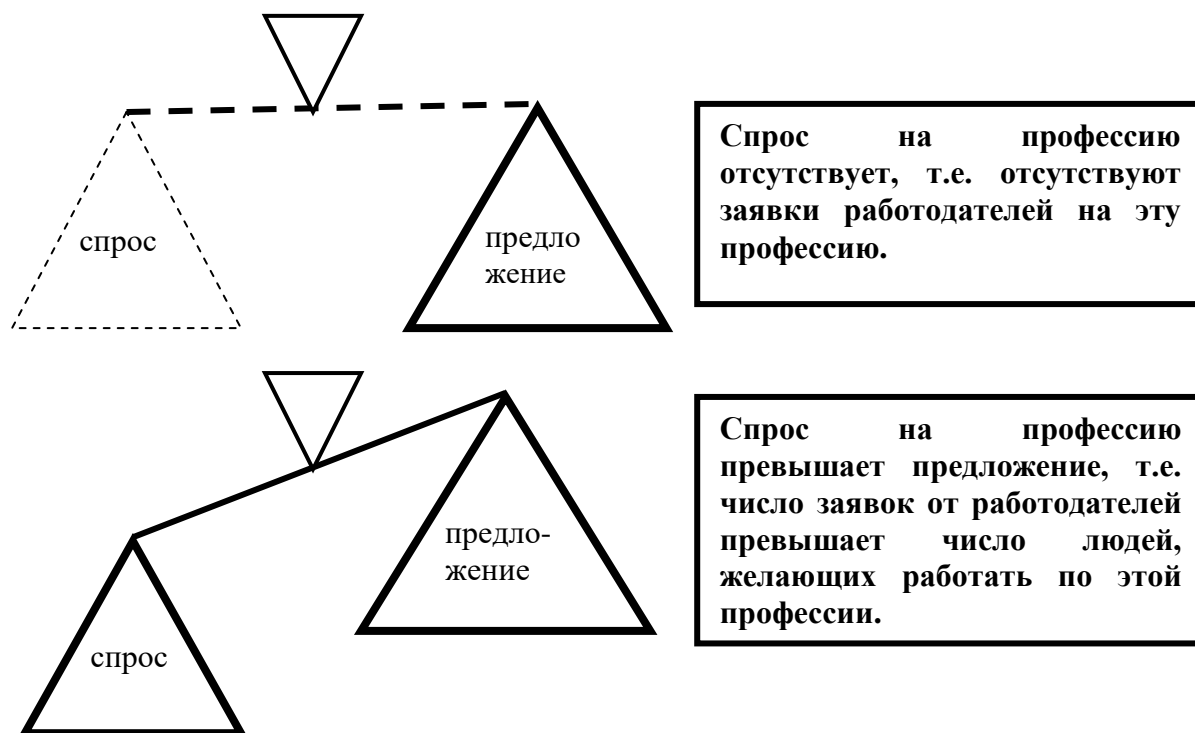 спрос
предло
жение
Спрос на профессию
отсутствует, т.е. отсутствуют
заявки работодателей на эту
профессию.
предло-
жение
спрос
Спрос на профессию
превышает предложение, т.е.
число заявок от работодателей
превышает число людей,
желающих работать по этой
профессии.